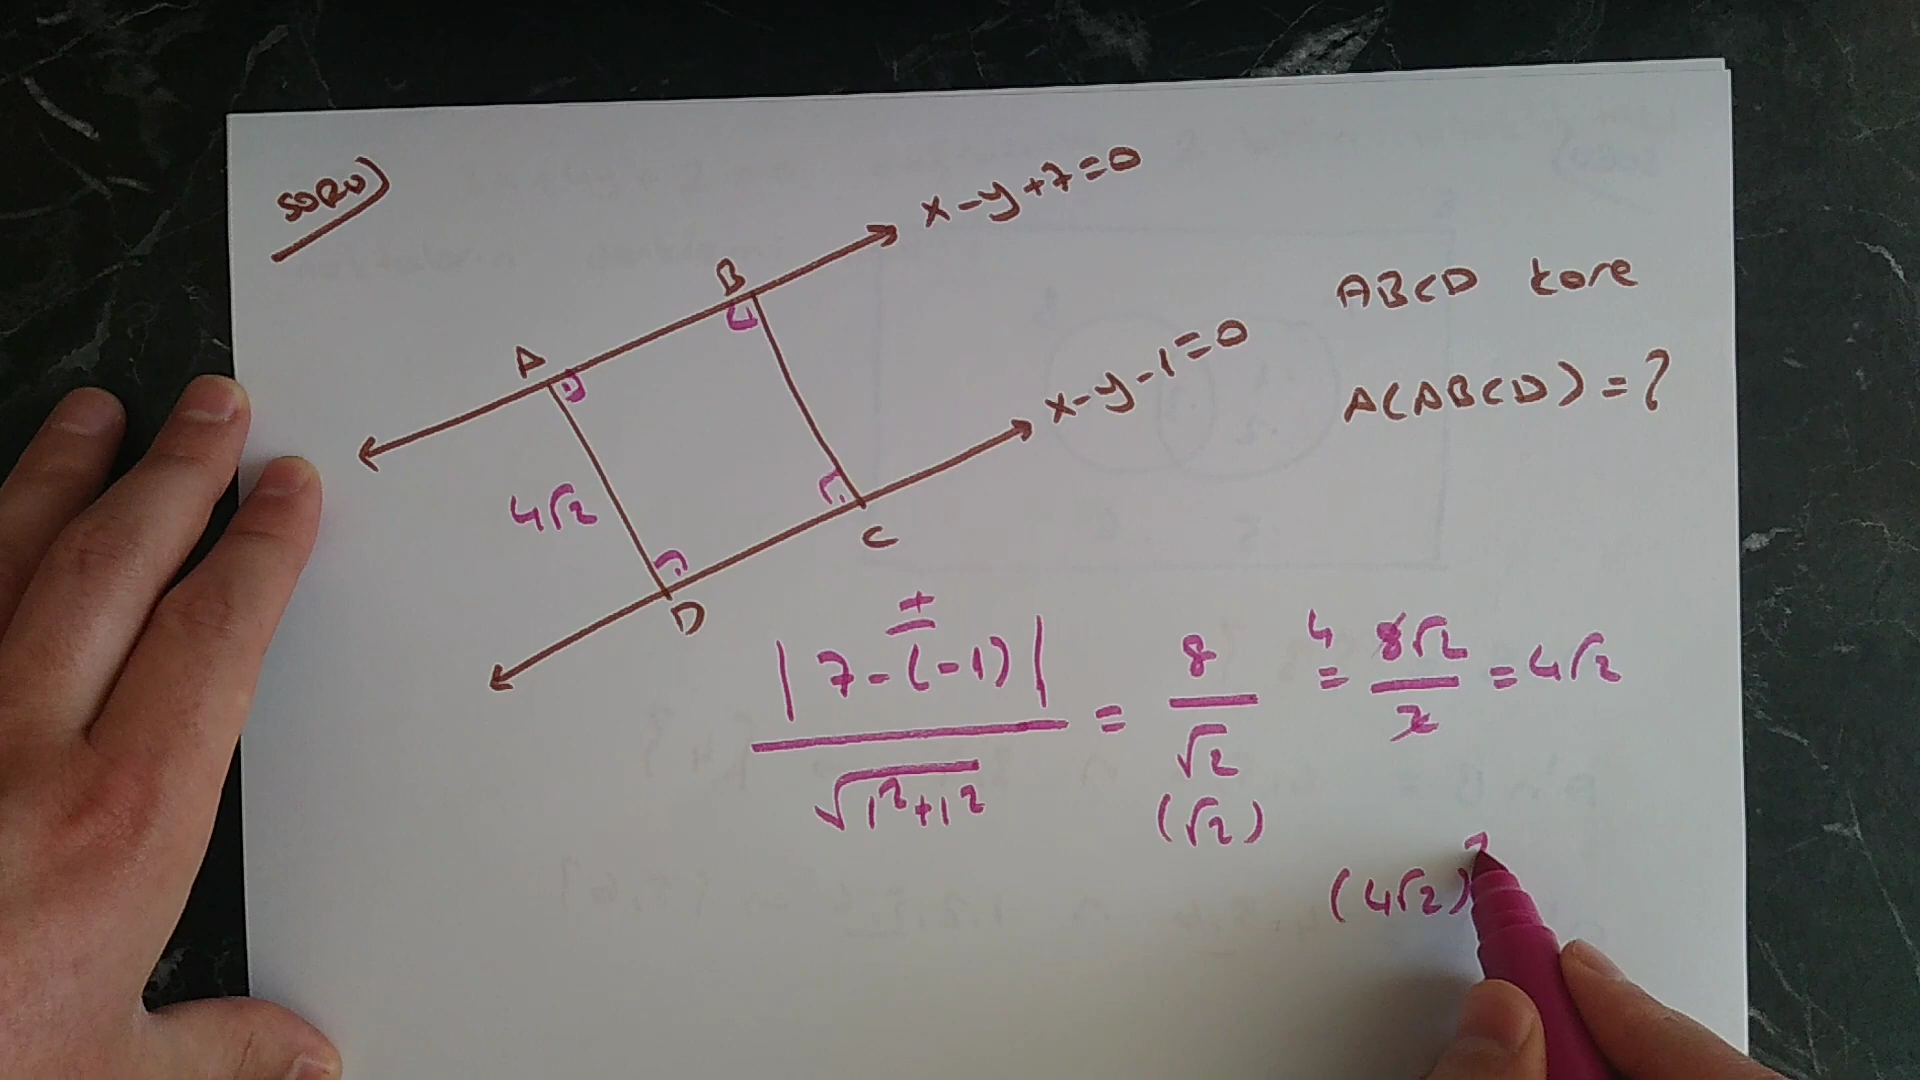 SORU)
x-y+7=0
B
ABCD kare
A
x-y-1=0
A(ABCD)=?
4√2
C
D
+
|7-(-1)| / √1²+1² = 8 / √2 (√2) = 4 8√2 / 2 = 4√2
(4√2)²